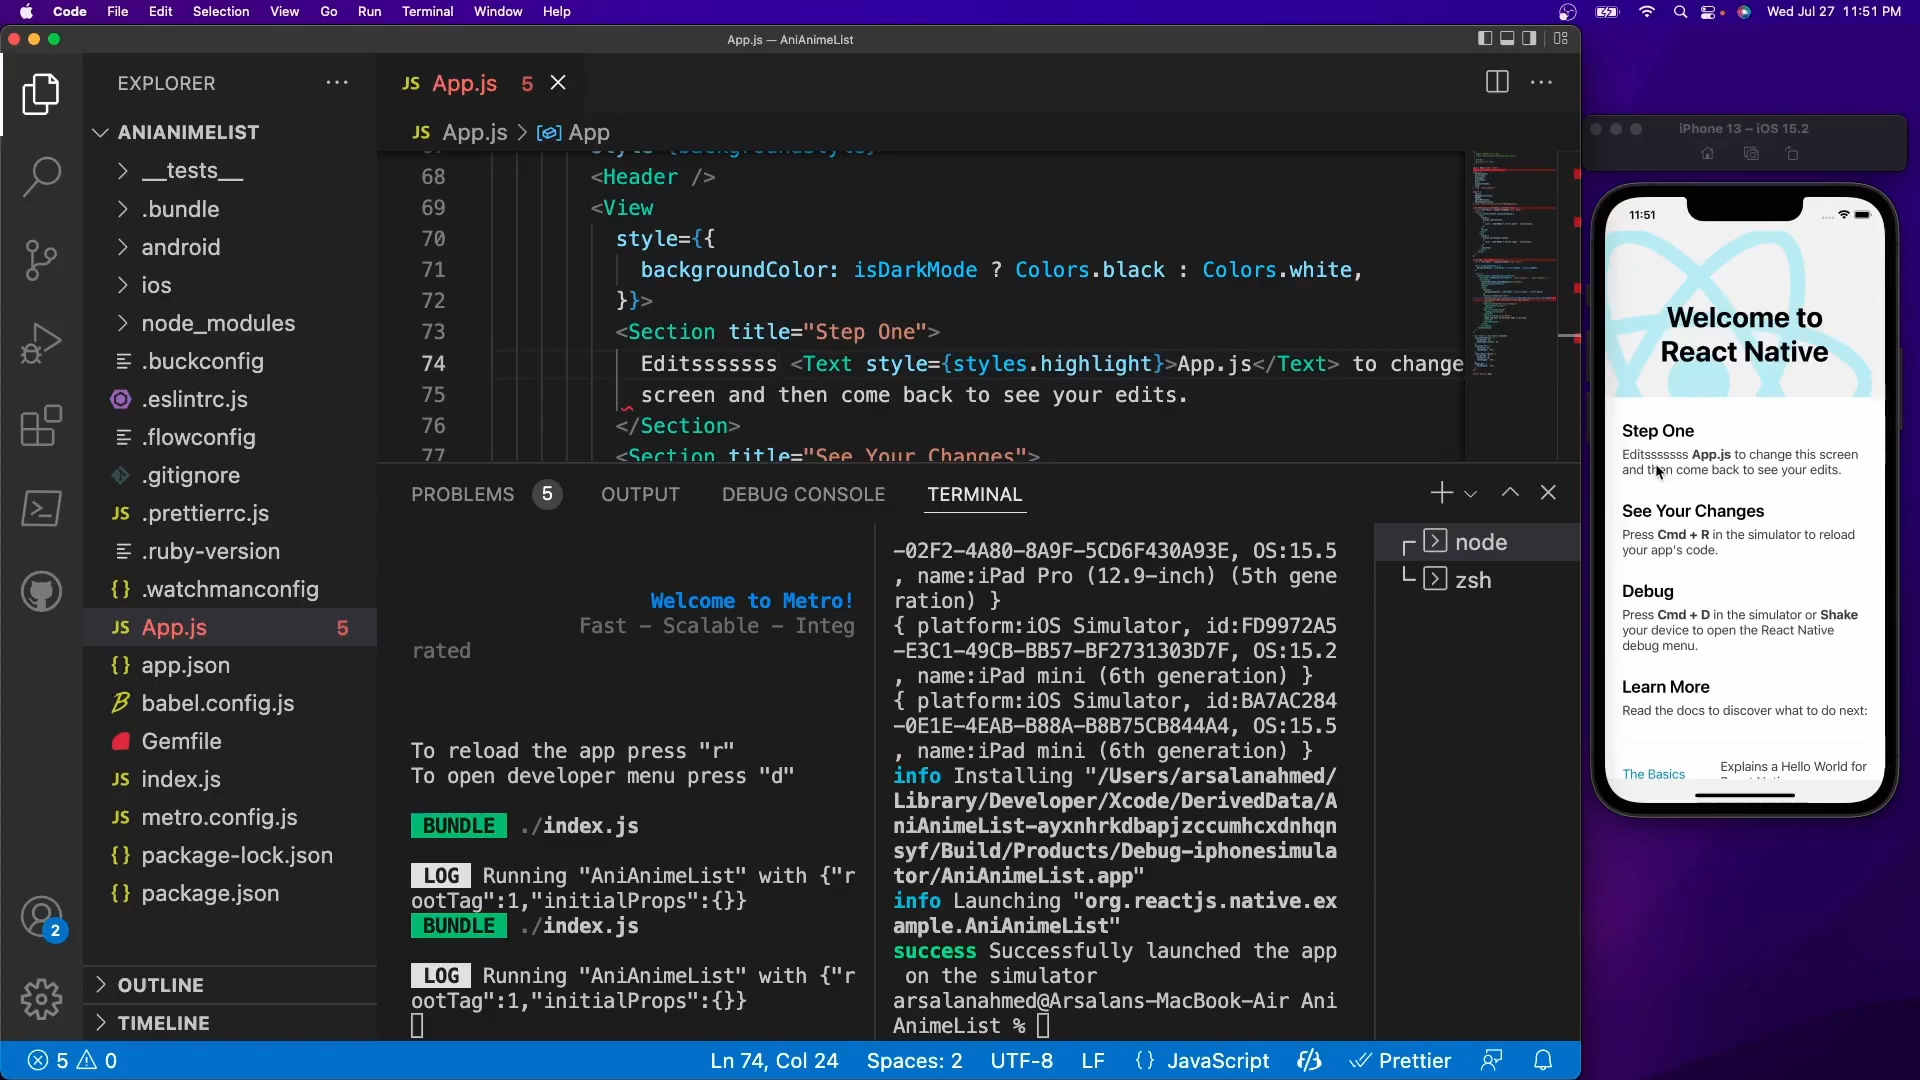 Code File Edit Selection View Go Run Terminal Window Help
Wed Jul 27 11:51 PM
App.js — AniAnimeList
EXPLORER
ANIANIMELIST
__tests__
.bundle
android
ios
node_modules
.buckconfig
.eslintrc.js
.flowconfig
.gitignore
JS .prettierrc.js
.ruby-version
{} .watchmanconfig
JS App.js 5
{} app.json
babel.config.js
Gemfile
JS index.js
JS metro.config.js
{} package-lock.json
{} package.json
OUTLINE
TIMELINE
2
JS App.js 5
JS App.js > App
68 <Header />
69 <View
70 style={{
71 backgroundColor: isDarkMode ? Colors.black : Colors.white,
72 }}>
73 <Section title="Step One">
74 Editsssssss <Text style={styles.highlight}>App.js</Text> to change
75 screen and then come back to see your edits.
76 </Section>
77 <Section title="See Your Changes">
PROBLEMS 5 OUTPUT DEBUG CONSOLE TERMINAL
Welcome to Metro!
Fast - Scalable - Integ
rated
To reload the app press "r"
To open developer menu press "d"
BUNDLE ./index.js
LOG Running "AniAnimeList" with {"r
ootTag":1,"initialProps":{}}
BUNDLE ./index.js
LOG Running "AniAnimeList" with {"r
ootTag":1,"initialProps":{}}
-02F2-4A80-8A9F-5CD6F430A93E, OS:15.5
, name:iPad Pro (12.9-inch) (5th gene
ration) }
{ platform:iOS Simulator, id:FD9972A5
-E3C1-49CB-BB57-BF2731303D7F, OS:15.2
, name:iPad mini (6th generation) }
{ platform:iOS Simulator, id:BA7AC284
-0E1E-4EAB-B88A-B8B75CB844A4, OS:15.5
, name:iPad mini (6th generation) }
info Installing "/Users/arsalanahmed/
Library/Developer/Xcode/DerivedData/A
niAnimeList-ayxnhrkdbapjzccumhcxdnhqn
syf/Build/Products/Debug-iphonesimula
tor/AniAnimeList.app"
info Launching "org.reactjs.native.ex
ample.AniAnimeList"
success Successfully launched the app
on the simulator
arsalanahmed@Arsalans-MacBook-Air Ani
AnimeList %
node
zsh
5 0
Ln 74, Col 24 Spaces: 2 UTF-8 LF {} JavaScript Prettier
iPhone 13 – iOS 15.2
11:51
Welcome to
React Native
Step One
Editsssssss App.js to change this screen
and then come back to see your edits.
See Your Changes
Press Cmd + R in the simulator to reload
your app's code.
Debug
Press Cmd + D in the simulator or Shake
your device to open the React Native
debug menu.
Learn More
Read the docs to discover what to do next:
The Basics Explains a Hello World for